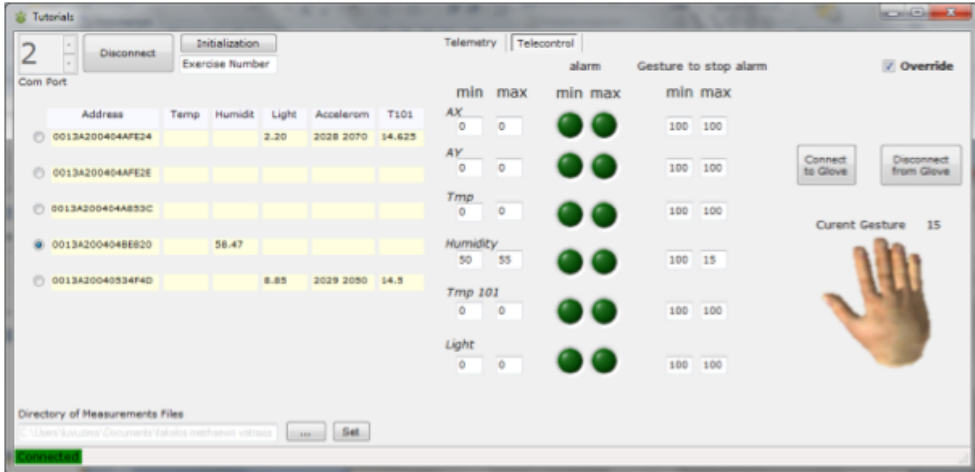 Tutorials
2
Disconnect
Initialization
Exercise Number
Com Port
Address Temp Humidit Light Accelerom T101
0013A200404AFE24 2.20 2028 2070 14.625
0013A200404AFE2E
0013A200404A853C
0013A200404BE820 58.47
0013A20040534F4D 8.85 2029 2050 14.5
Directory of Measurements Files
... Set
Connected
Telemetry Telecontrol
alarm Gesture to stop alarm
min max min max min max
AX
0 0 100 100
AY
0 0 100 100
Tmp
0 0 100 100
Humidity
50 55 100 15
Tmp 101
0 0 100 100
Light
0 0 100 100
Override
Connect
to Glove
Disconnect
from Glove
Curent Gesture 15